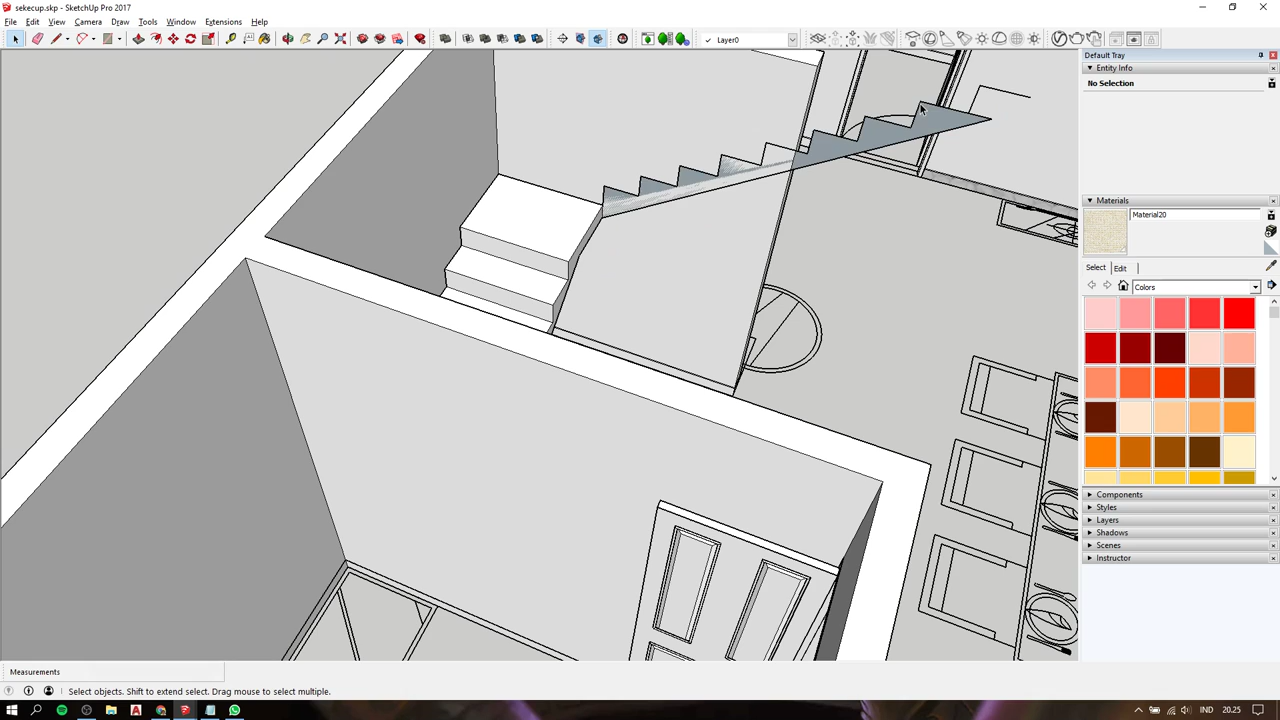 sekecup.skp - SketchUp Pro 2017
File Edit View Camera Draw Tools Window Extensions Help
Layer0
Default Tray
Entity Info
No Selection
Materials
Material20
Select Edit
Colors
Components
Styles
Layers
Shadows
Scenes
Instructor
Measurements
Select objects. Shift to extend select. Drag mouse to select multiple.
IND 20.25